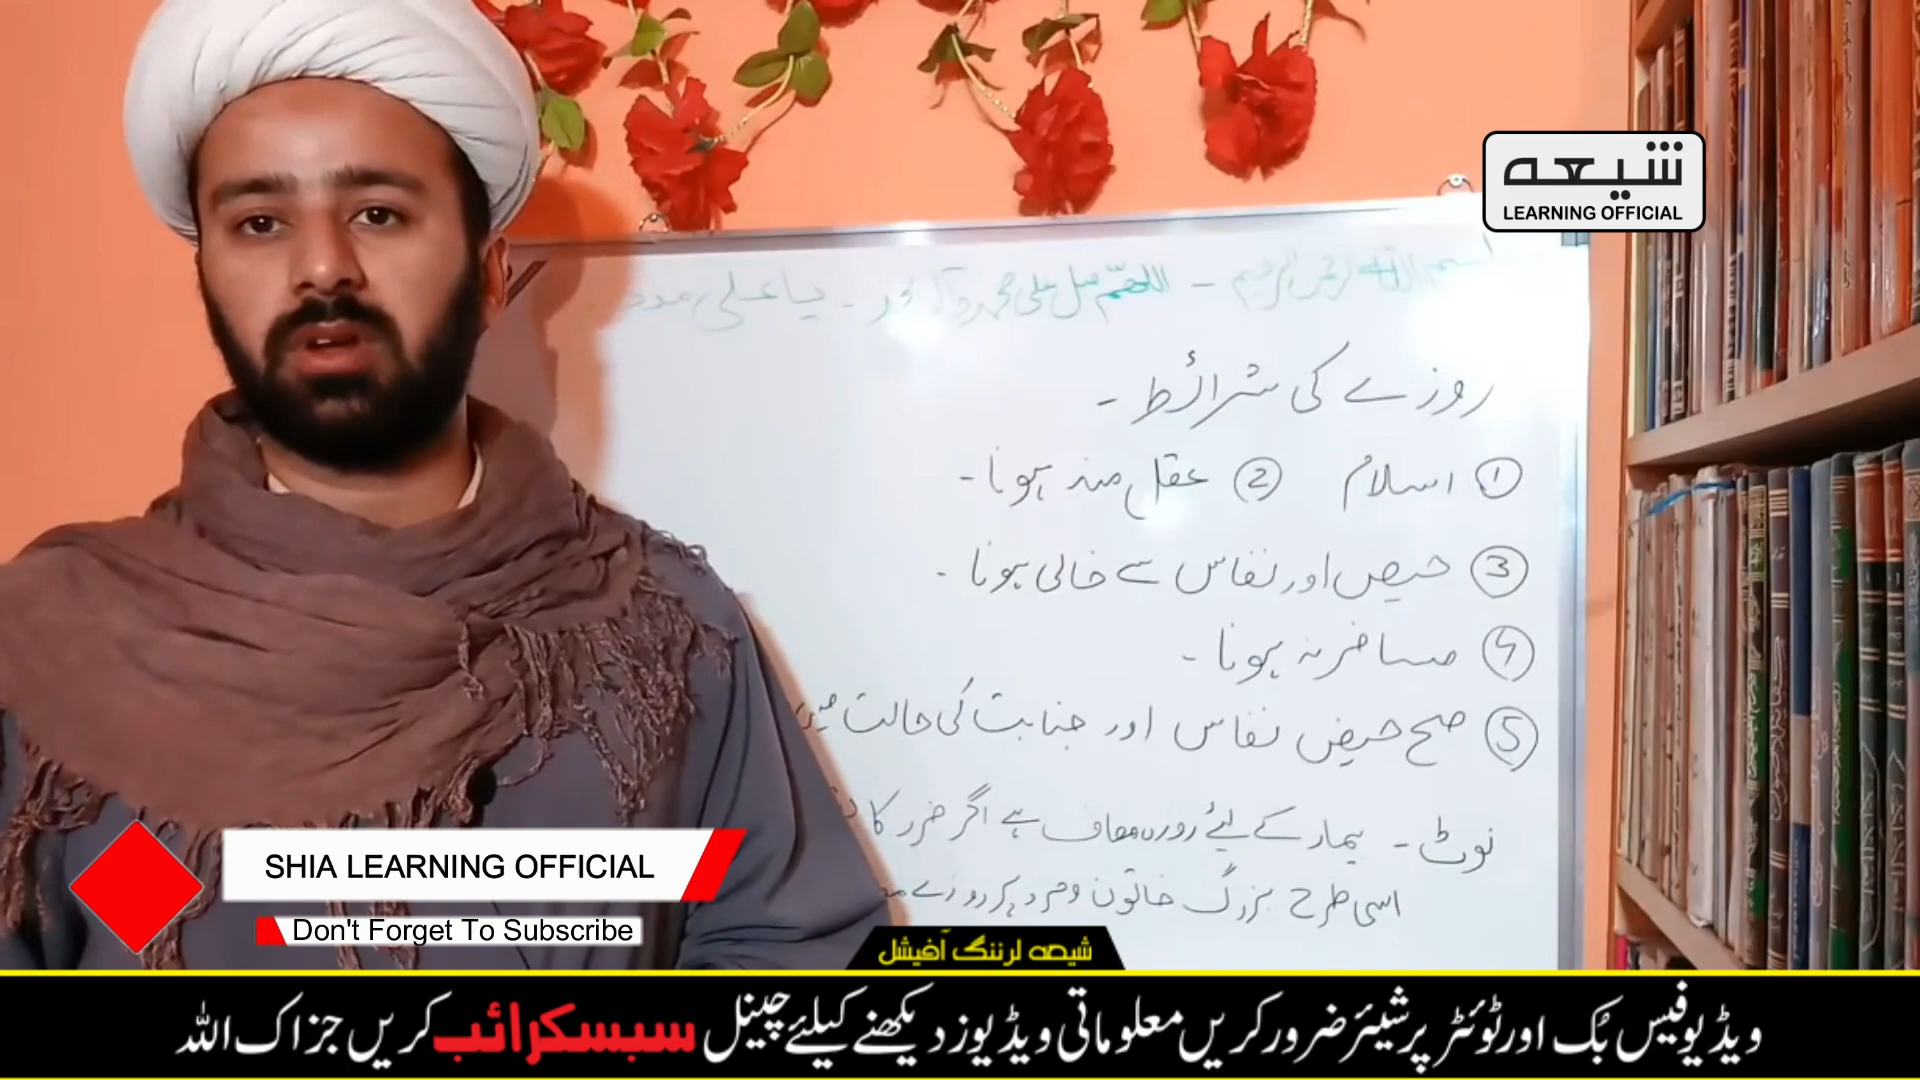 شیعہ
LEARNING OFFICIAL
بسم اللہ الرحمن الرحیم - اللھم صل علی محمد وآل محمد - یا علی مدد
روزے کی شرائط -
① اسلام ② عقل مند ہونا -
③ حیض اور نفاس سے خالی ہونا -
④ مسافر نہ ہونا -
⑤ صبح حیض نفاس اور جنابت کی حالت میں
نوٹ - بیمار کے لیئے روزہ معاف ہے اگر ضرر کا
اسی طرح بزرگ خاتون و مرد پر روزے
SHIA LEARNING OFFICIAL
Don't Forget To Subscribe
شیعہ لرننگ آفیشل
ویڈیو فیس بُک اور ٹوئٹر پر شیئر ضرور کریں معلوماتی ویڈیوز دیکھنے کیلئے چینل سبسکرائب کریں جزاک اللہ